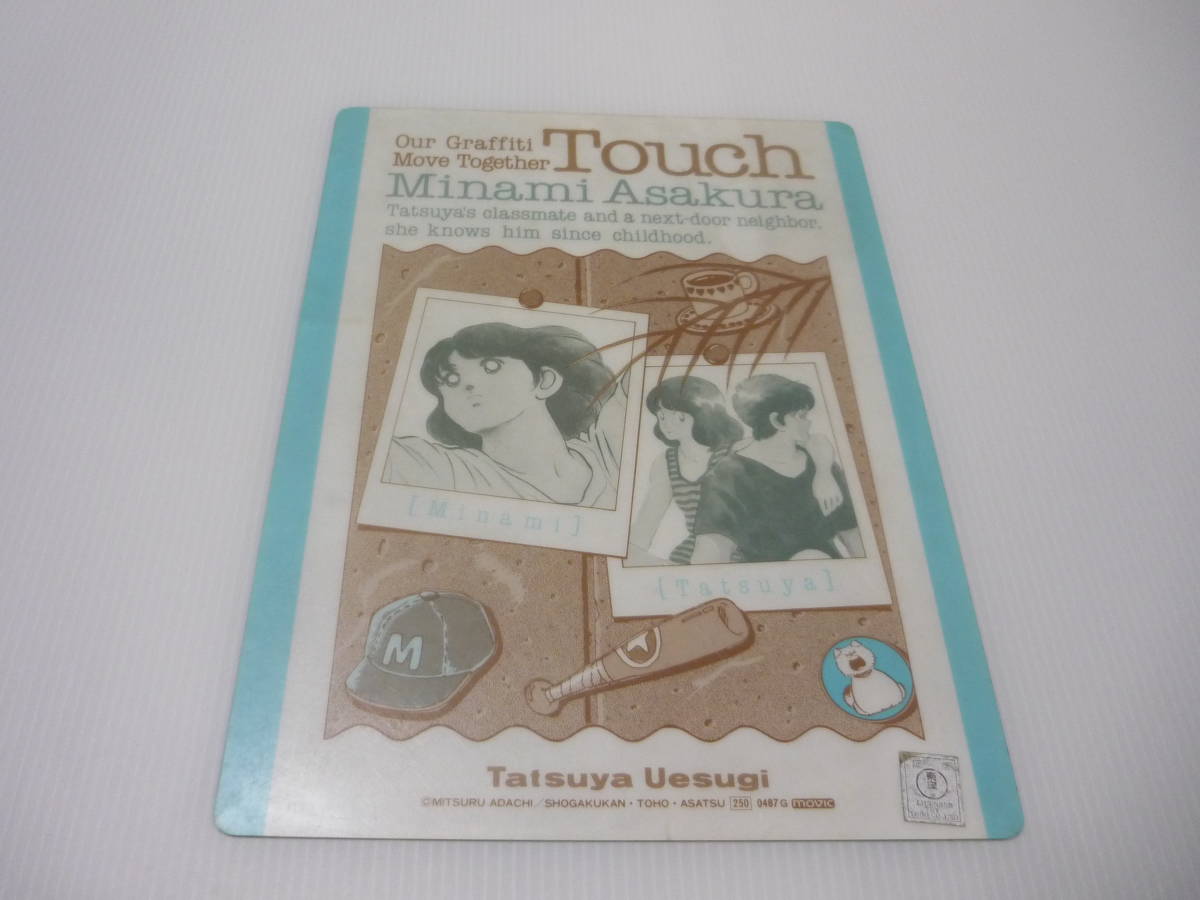 Our Graffiti
Move Together
Touch
Minami Asakura
Tatsuya's classmate and a next-door neighbor,
she knows him since childhood.
[Minami]
[Tatsuya]
M
Tatsuya Uesugi
©MITSURU ADACHI／SHOGAKUKAN・TOHO・ASATSU 250 0487G movic